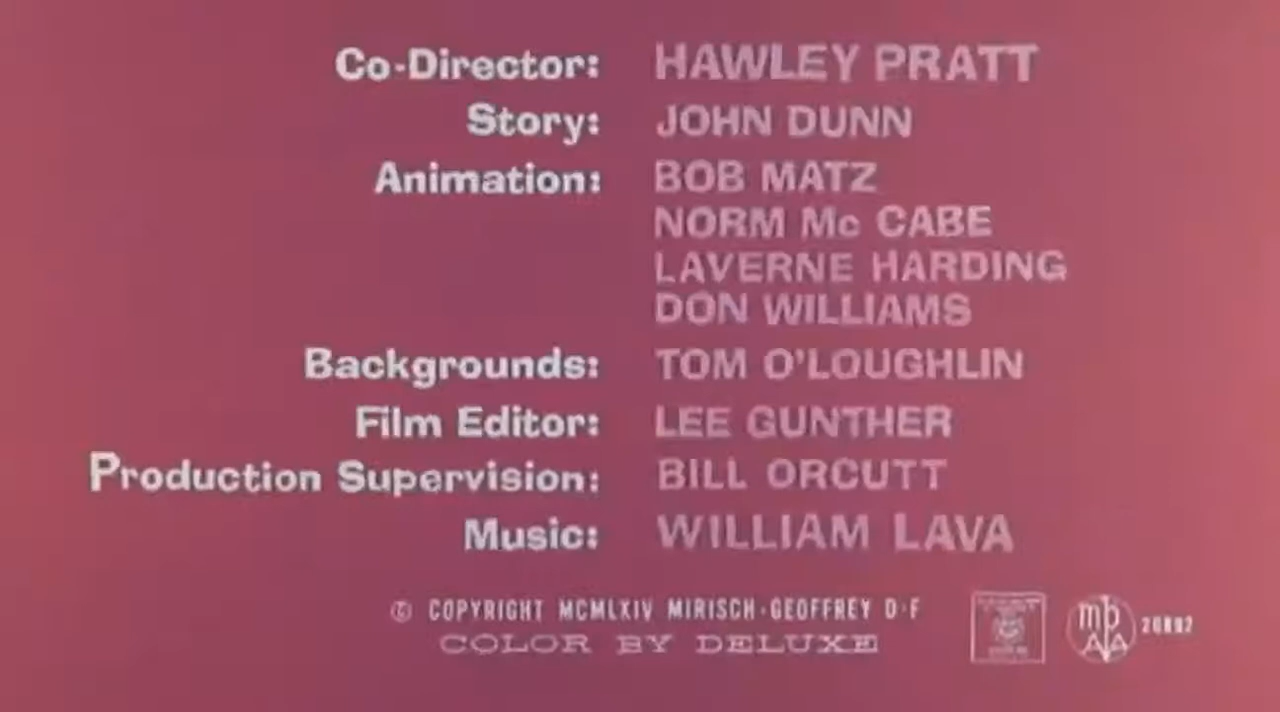 Co-Director: HAWLEY PRATT
Story: JOHN DUNN
Animation: BOB MATZ
NORM Mc CABE
LAVERNE HARDING
DON WILLIAMS
Backgrounds: TOM O'LOUGHLIN
Film Editor: LEE GUNTHER
Production Supervision: BILL ORCUTT
Music: WILLIAM LAVA
© COPYRIGHT MCMLXIV MIRISCH-GEOFFREY D-F
COLOR BY DELUXE